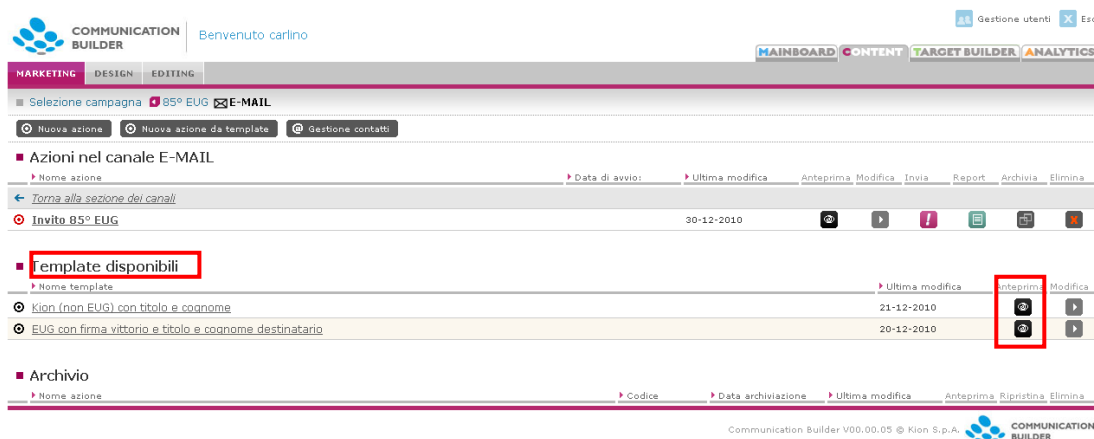 Gestione utenti
COMMUNICATION
BUILDER
Benvenuto carlino
MAINBOARD CONTENT TARGET BUILDER ANALYTICS
MARKETING DESIGN EDITING
Selezione campagna 85° EUG E-MAIL
Nuova azione Nuova azione da template Gestione contatti
Azioni nel canale E-MAIL
Nome azione Data di avvio: Ultima modifica Anteprima Modifica Invia Report Archivia Elimina
Torna alla sezione dei canali
Invito 85° EUG 30-12-2010
Template disponibili
Nome template Ultima modifica Anteprima Modifica
Kion (non EUG) con titolo e cognome 21-12-2010
EUG con firma vittorio e titolo e cognome destinatario 20-12-2010
Archivio
Nome azione Codice Data archiviazione Ultima modifica Anteprima Ripristina Elimina
Communication Builder V00.00.05 @ Kion S.p.A.
COMMUNICATION
BUILDER